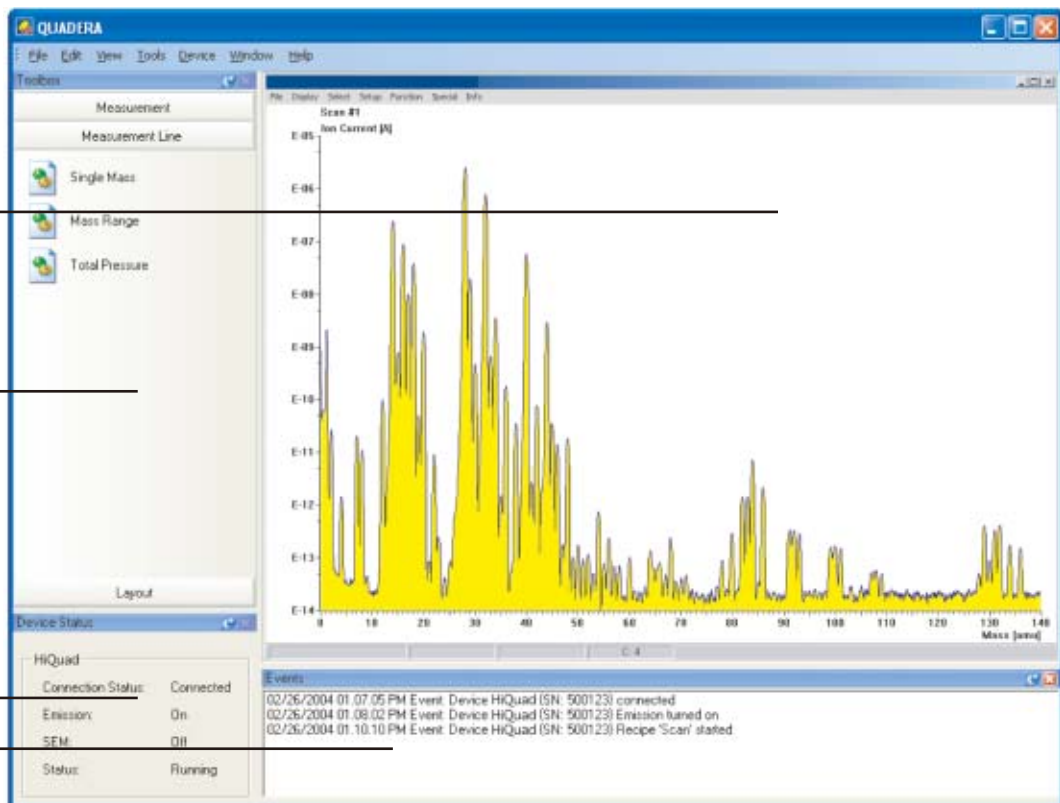 QUADERA
File Edit View Tools Device Window Help
Toolbox
Measurement
Measurement Line
Single Mass
Mass Range
Total Pressure
Layout
Device Status
HiQuad
Connection Status: Connected
Emission: On
SEM: Off
Status: Running
File Display Select Setup Function Special Info
Scan #1
Ion Current [A]
E-05
E-06
E-07
E-08
E-09
E-10
E-11
E-12
E-13
E-14
0 10 20 30 40 50 60 70 80 90 100 110 120 130 140
Mass [amu]
C: 4
Events
02/26/2004 01.07.05 PM Event: Device HiQuad (SN: 500123) connected
02/26/2004 01.08.02 PM Event: Device HiQuad (SN: 500123) Emission turned on
02/26/2004 01.10.10 PM Event: Device HiQuad (SN: 500123) Recipe 'Scan' started